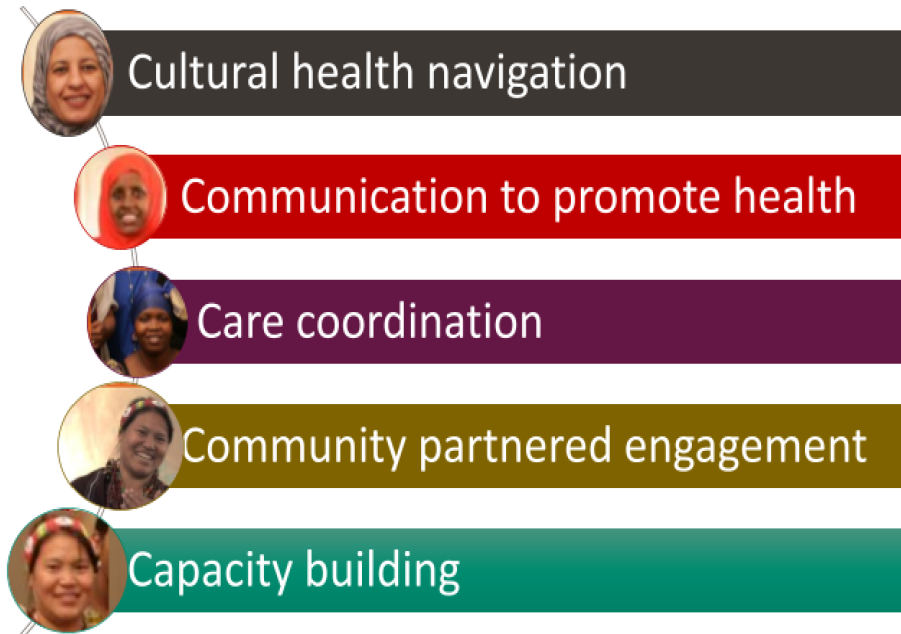 Cultural health navigation
Communication to promote health
Care coordination
Community partnered engagement
Capacity building